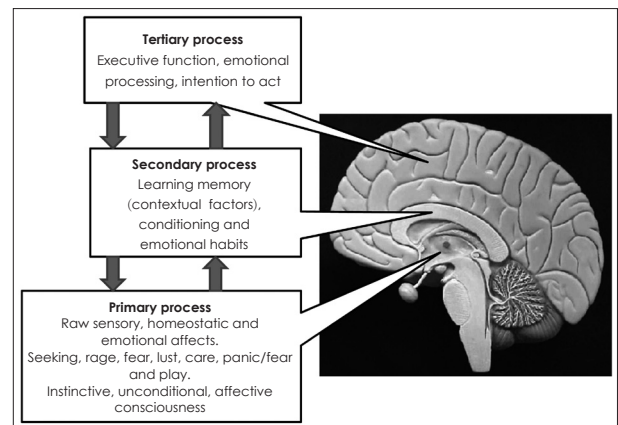 Tertiary process
Executive function, emotional
processing, intention to act
Secondary process
Learning memory
(contextual factors),
conditioning and
emotional habits
Primary process
Raw sensory, homeostatic and
emotional affects.
Seeking, rage, fear, lust, care, panic/fear
and play.
Instinctive, unconditional, affective
consciousness